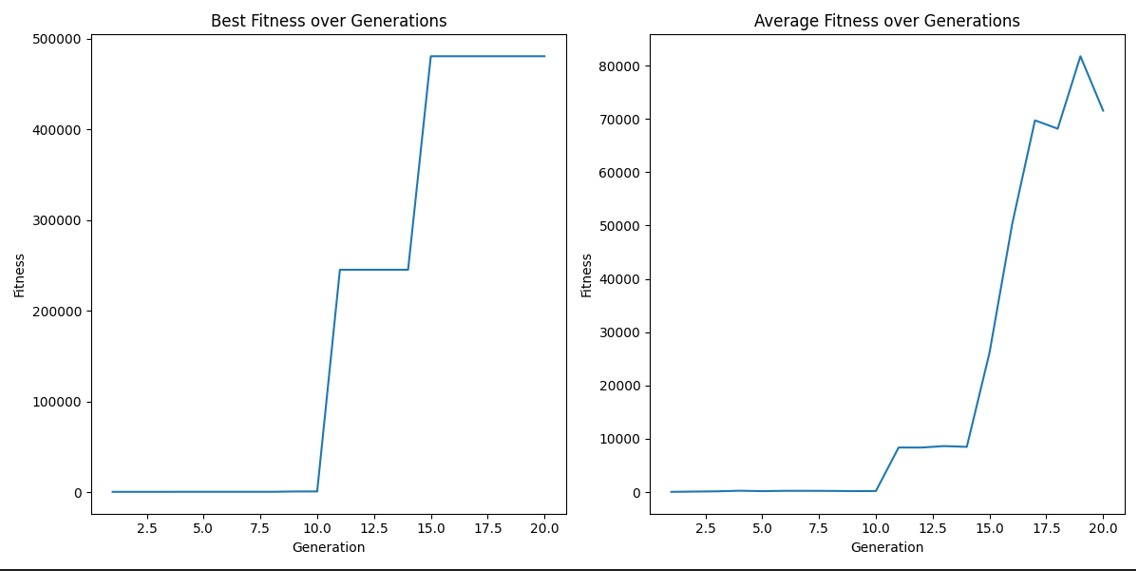 Best Fitness over Generations
500000
400000
300000
200000
100000
0
Fitness
2.5 5.0 7.5 10.0 12.5 15.0 17.5 20.0
Generation
Average Fitness over Generations
80000
70000
60000
50000
40000
30000
20000
10000
0
Fitness
2.5 5.0 7.5 10.0 12.5 15.0 17.5 20.0
Generation